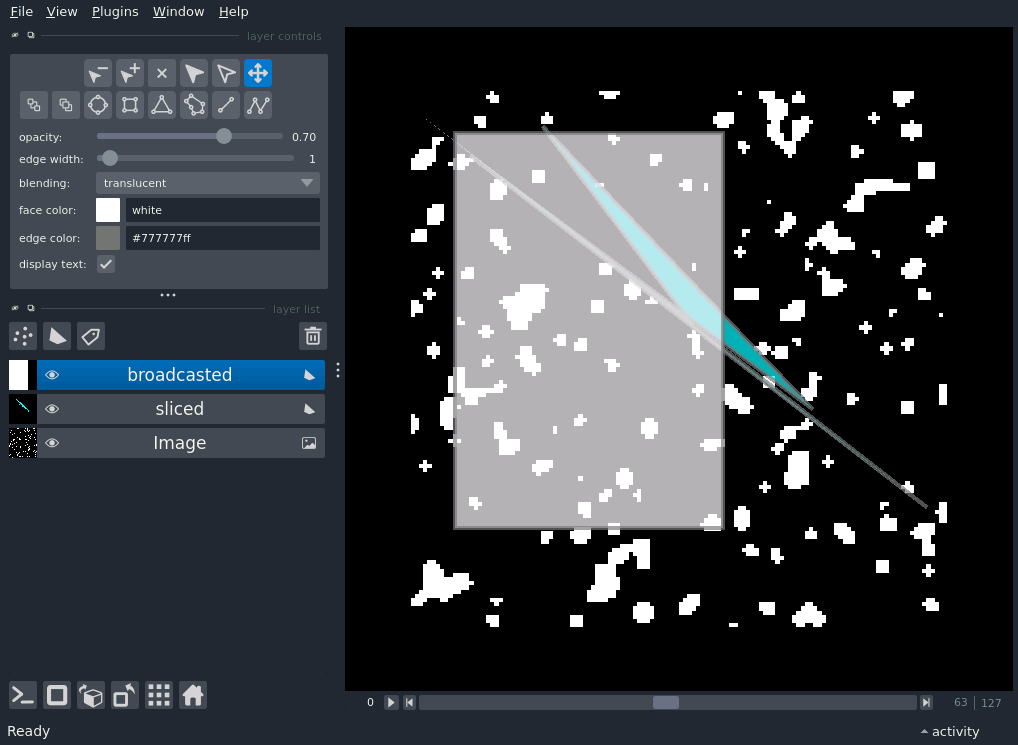 File View Plugins Window Help
layer controls
opacity: 0.70
edge width: 1
blending: translucent
face color: white
edge color: #777777ff
display text:
layer list
broadcasted
sliced
Image
0 63 | 127
Ready activity